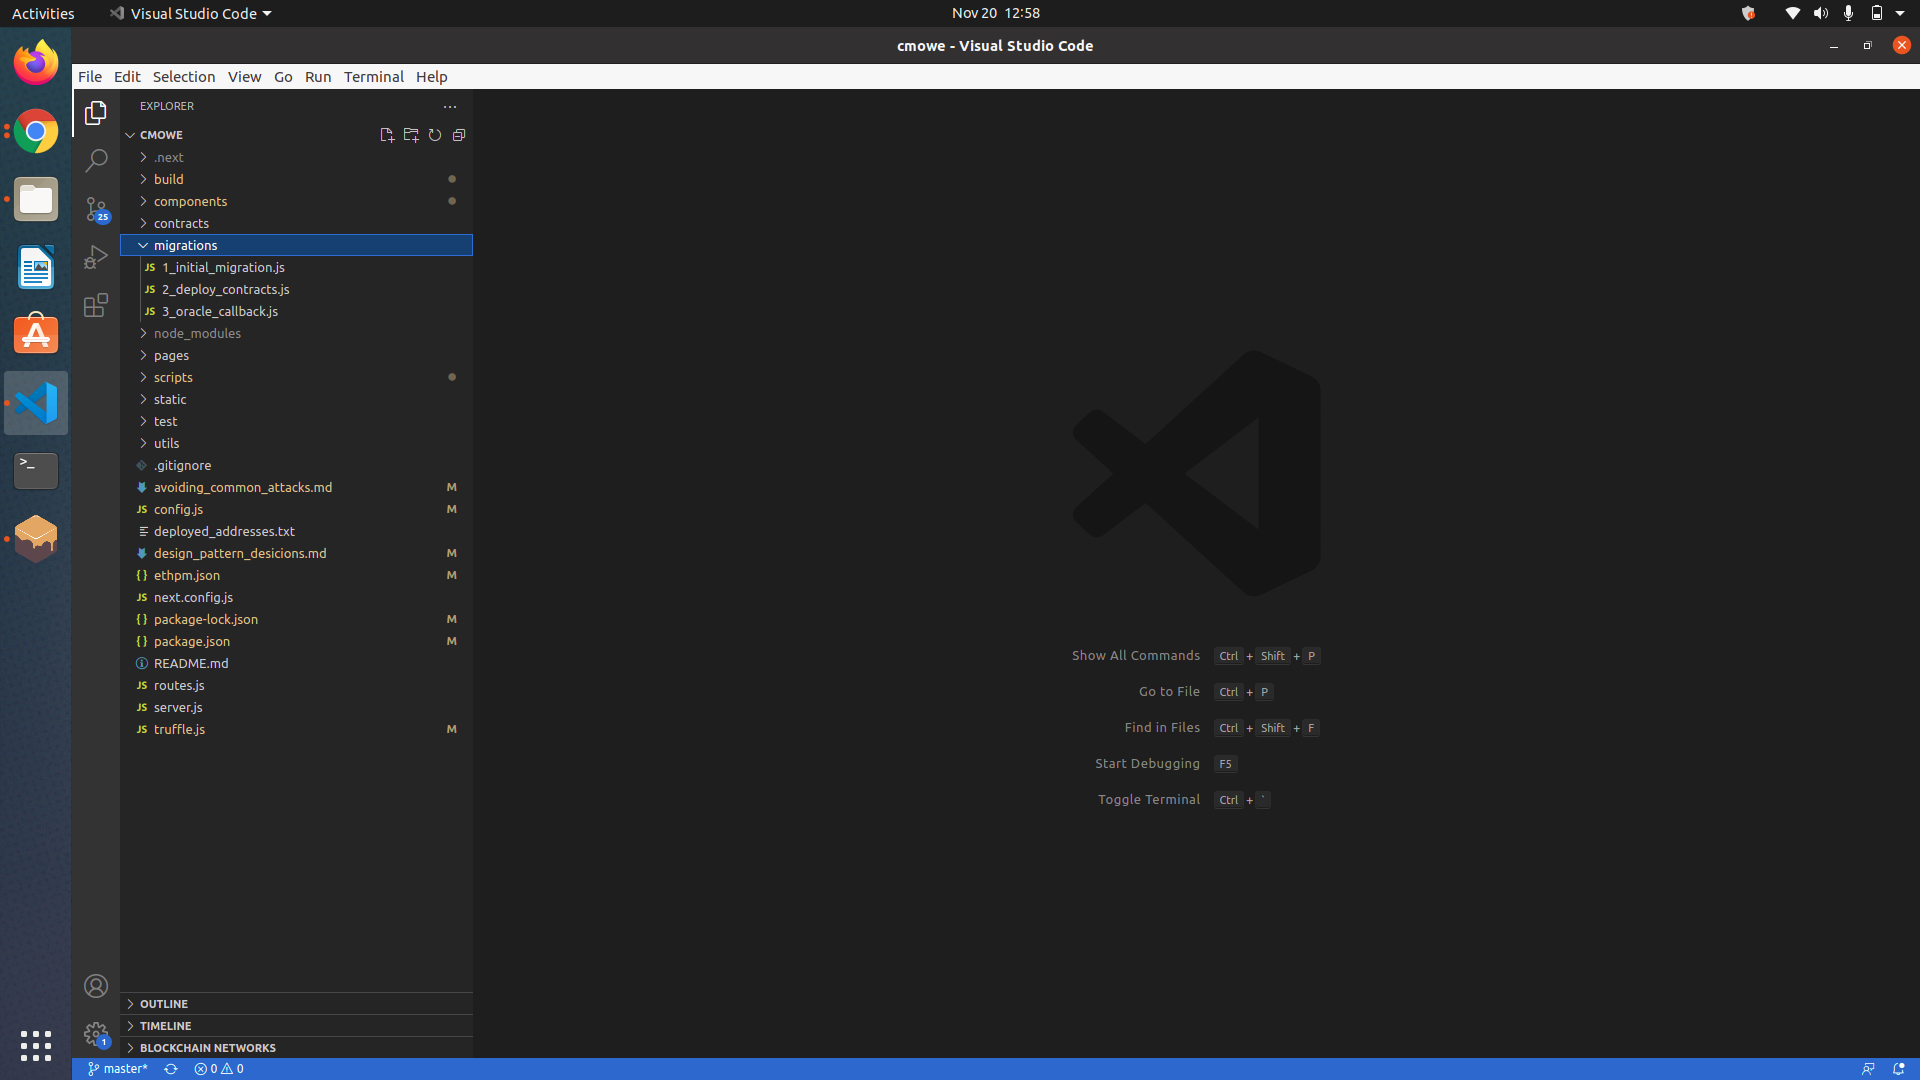 Activities
Visual Studio Code
Nov 20 12:58
cmowe - Visual Studio Code
File Edit Selection View Go Run Terminal Help
EXPLORER
CMOWE
.next
build
components
contracts
migrations
JS 1_initial_migration.js
JS 2_deploy_contracts.js
JS 3_oracle_callback.js
node_modules
pages
scripts
static
test
utils
.gitignore
avoiding_common_attacks.md M
JS config.js M
deployed_addresses.txt
design_pattern_desicions.md M
{} ethpm.json M
JS next.config.js
{} package-lock.json M
{} package.json M
README.md
JS routes.js
JS server.js
JS truffle.js M
25
Show All Commands Ctrl + Shift + P
Go to File Ctrl + P
Find in Files Ctrl + Shift + F
Start Debugging F5
Toggle Terminal Ctrl + `
OUTLINE
TIMELINE
BLOCKCHAIN NETWORKS
1
master* 0 0